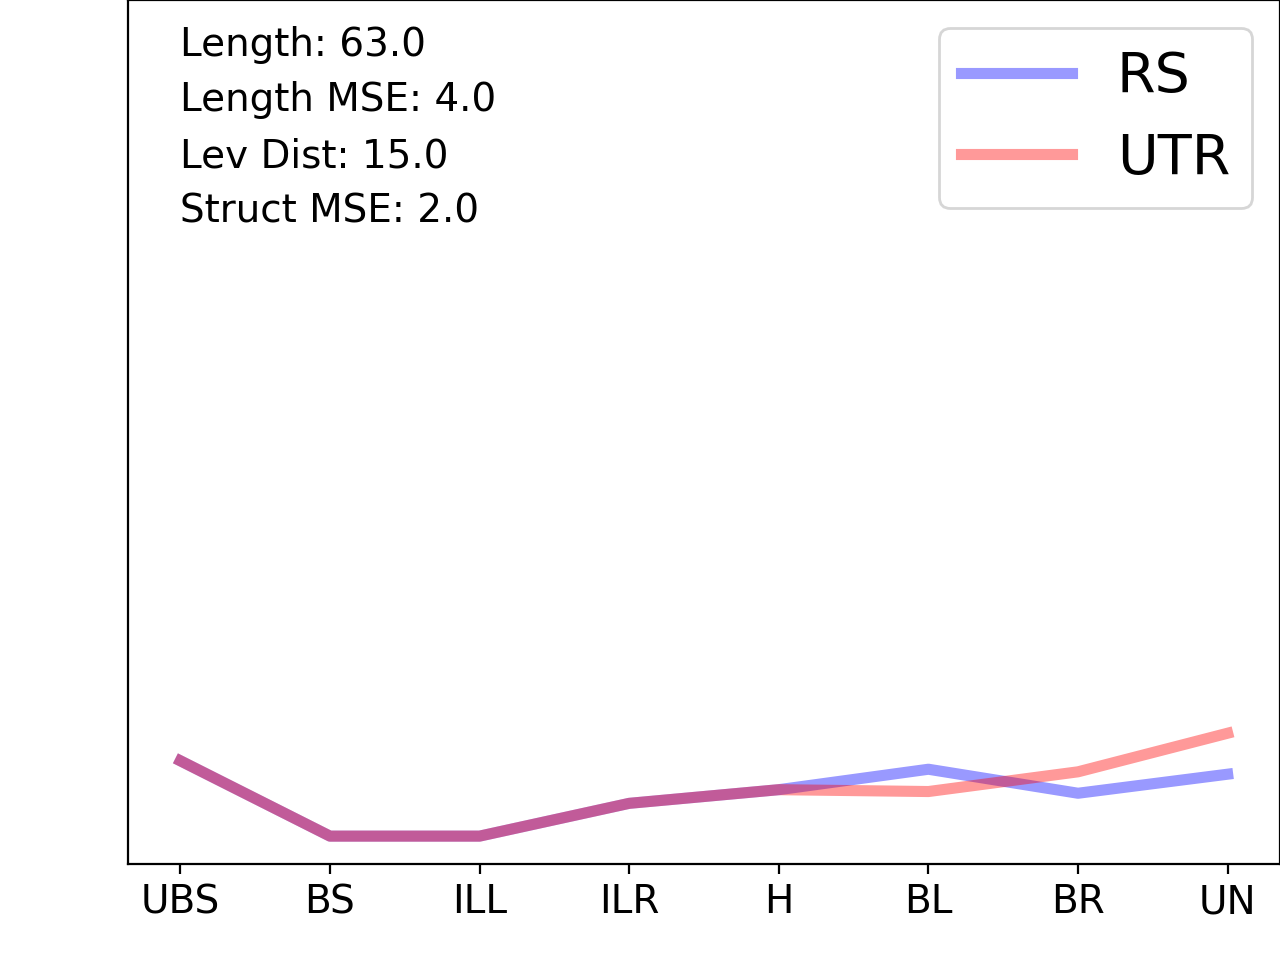 Length: 63.0
Length MSE: 4.0
Lev Dist: 15.0
Struct MSE: 2.0
RS
UTR
UBS BS ILL ILR H BL BR UN